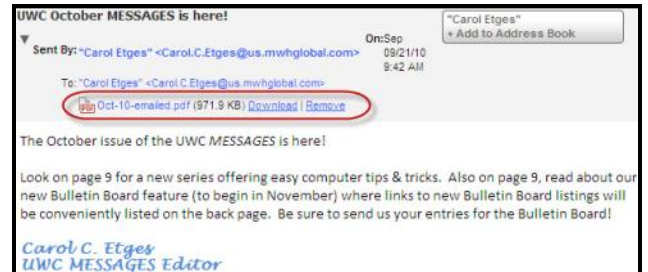 UWC October MESSAGES is here!
"Carol Etges"
+ Add to Address Book
On: Sep 09/21/10 9:42 AM
Sent By: "Carol Etges" <Carol.C.Etges@us.mwhglobal.com>
To: "Carol Etges" <Carol.C.Etges@us.mwhglobal.com>
Oct-10-emailed.pdf (971.9 KB) Download | Remove
The October issue of the UWC MESSAGES is here!
Look on page 9 for a new series offering easy computer tips & tricks. Also on page 9, read about our
new Bulletin Board feature (to begin in November) where links to new Bulletin Board listings will
be conveniently listed on the back page. Be sure to send us your entries for the Bulletin Board!
Carol C. Etges
UWC MESSAGES Editor